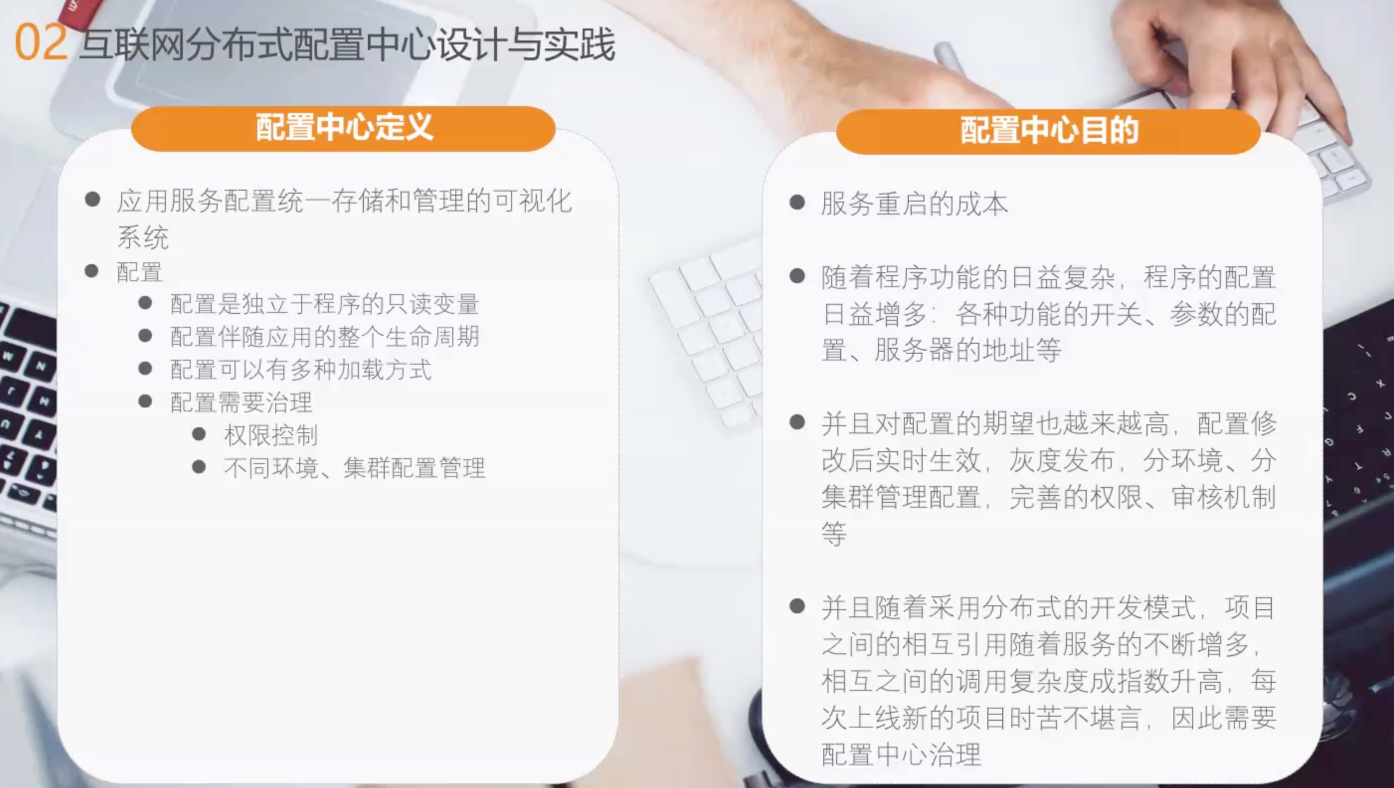 02 互联网分布式配置中心设计与实践
配置中心定义
● 应用服务配置统一存储和管理的可视化
系统
● 配置
● 配置是独立于程序的只读变量
● 配置伴随应用的整个生命周期
● 配置可以有多种加载方式
● 配置需要治理
● 权限控制
● 不同环境、集群配置管理
配置中心目的
● 服务重启的成本
● 随着程序功能的日益复杂，程序的配置
日益增多：各种功能的开关、参数的配
置、服务器的地址等
● 并且对配置的期望也越来越高，配置修
改后实时生效，灰度发布，分环境、分
集群管理配置，完善的权限、审核机制
等
● 并且随着采用分布式的开发模式，项目
之间的相互引用随着服务的不断增多，
相互之间的调用复杂度成指数升高，每
次上线新的项目时苦不堪言，因此需要
配置中心治理